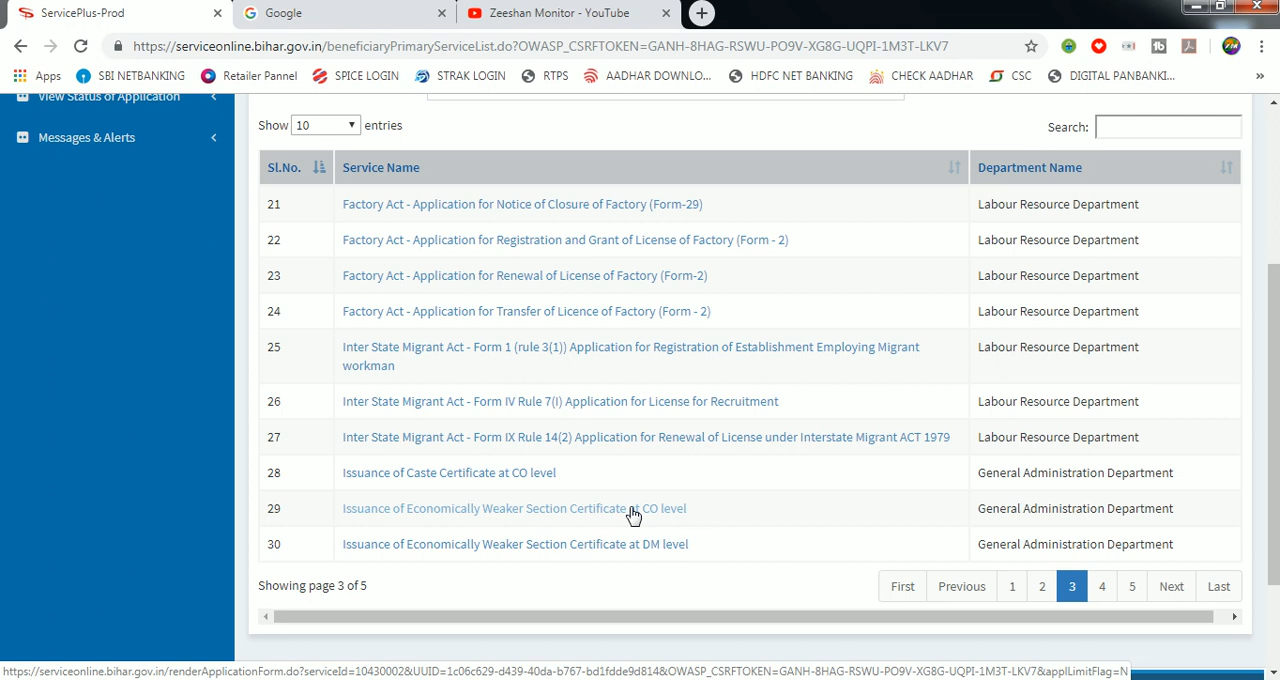 ServicePlus-Prod
Google
Zeeshan Monitor - YouTube
https://serviceonline.bihar.gov.in/beneficiaryPrimaryServiceList.do?OWASP_CSRFTOKEN=GANH-8HAG-RSWU-PO9V-XG8G-UQPI-1M3T-LKV7
Apps SBI NETBANKING Retailer Pannel SPICE LOGIN STAK LOGIN RTPS AADHAR DOWNLO... HDFC NET BANKING CHECK AADHAR CSC DIGITAL PANBANKI... »
View Status of Application
Messages & Alerts
Show 10 entries
Search:
Sl.No. Service Name Department Name
21 Factory Act - Application for Notice of Closure of Factory (Form-29) Labour Resource Department
22 Factory Act - Application for Registration and Grant of License of Factory (Form - 2) Labour Resource Department
23 Factory Act - Application for Renewal of License of Factory (Form-2) Labour Resource Department
24 Factory Act - Application for Transfer of Licence of Factory (Form - 2) Labour Resource Department
25 Inter State Migrant Act - Form 1 (rule 3(1)) Application for Registration of Establishment Employing Migrant Labour Resource Department
workman
26 Inter State Migrant Act - Form IV Rule 7(I) Application for License for Recruitment Labour Resource Department
27 Inter State Migrant Act - Form IX Rule 14(2) Application for Renewal of License under Interstate Migrant ACT 1979 Labour Resource Department
28 Issuance of Caste Certificate at CO level General Administration Department
29 Issuance of Economically Weaker Section Certificate at CO level General Administration Department
30 Issuance of Economically Weaker Section Certificate at DM level General Administration Department
Showing page 3 of 5
First Previous 1 2 3 4 5 Next Last
https://serviceonline.bihar.gov.in/renderApplicationForm.do?serviceId=10430002&UUID=1c06c629-d439-40da-b767-bd1fdde9d814&OWASP_CSRFTOKEN=GANH-8HAG-RSWU-PO9V-XG8G-UQPI-1M3T-LKV7&applLimitFlag=N